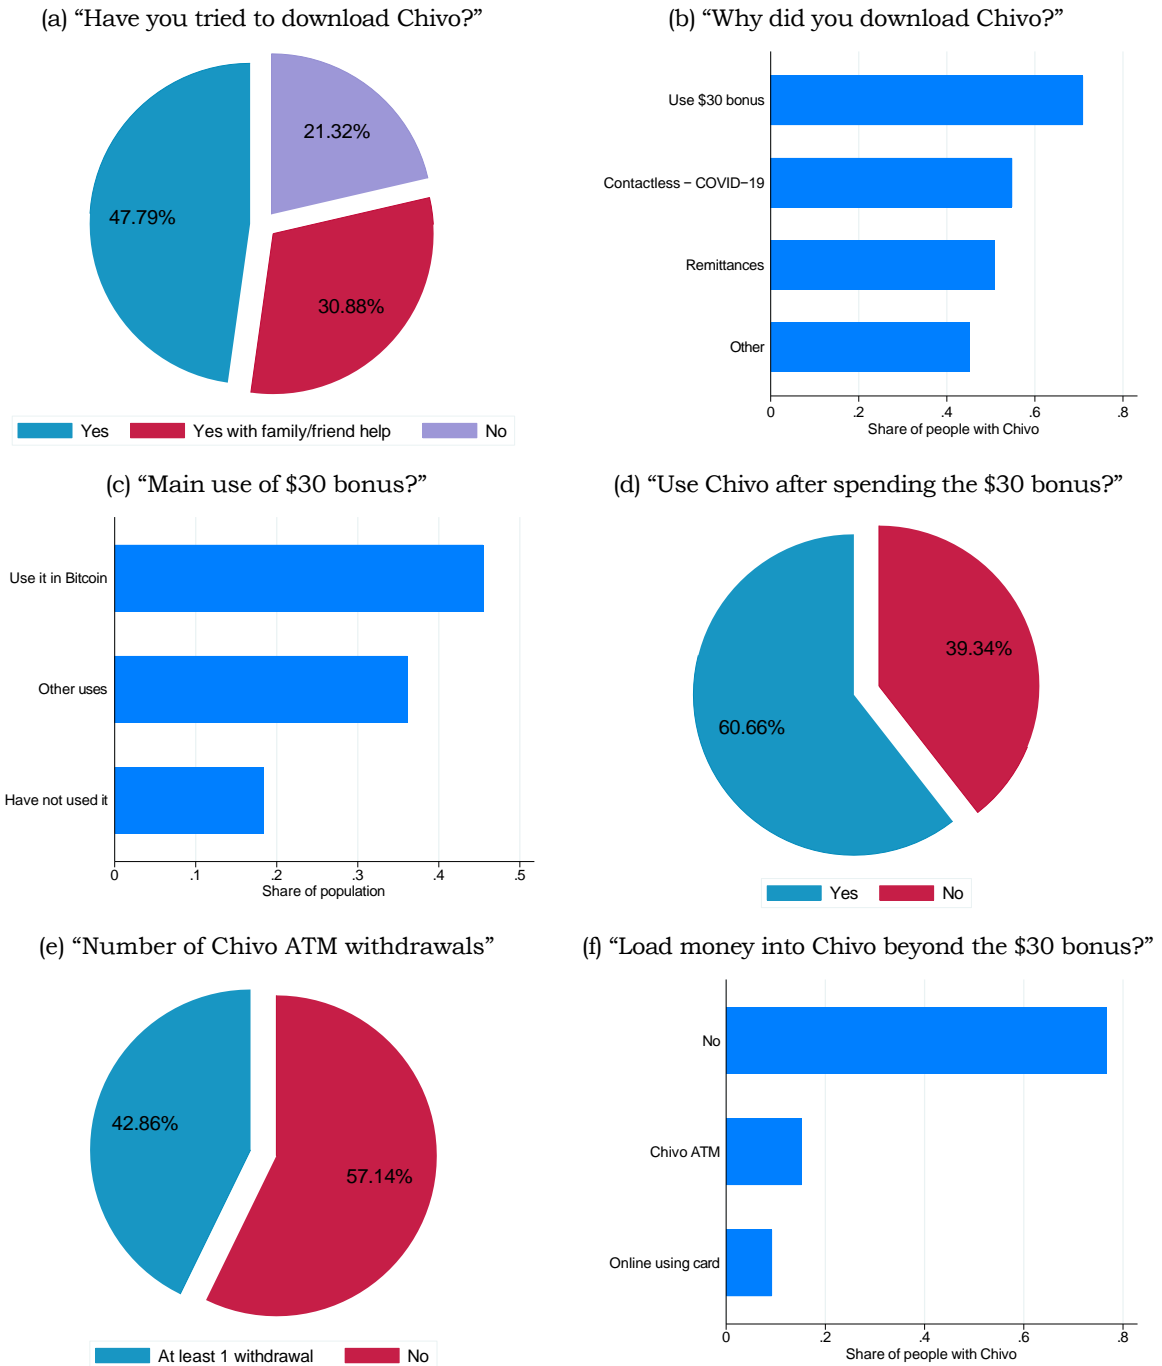 (a) “Have you tried to download Chivo?”
47.79%
21.32%
30.88%
Yes
Yes with family/friend help
No
(b) “Why did you download Chivo?”
Use $30 bonus
Contactless − COVID−19
Remittances
Other
0 .2 .4 .6 .8
Share of people with Chivo
(c) “Main use of $30 bonus?”
Use it in Bitcoin
Other uses
Have not used it
0 .1 .2 .3 .4 .5
Share of population
(d) “Use Chivo after spending the $30 bonus?”
39.34%
60.66%
Yes No
(e) “Number of Chivo ATM withdrawals”
42.86%
57.14%
At least 1 withdrawal No
(f) “Load money into Chivo beyond the $30 bonus?”
No
Chivo ATM
Online using card
0 .2 .4 .6 .8
Share of people with Chivo